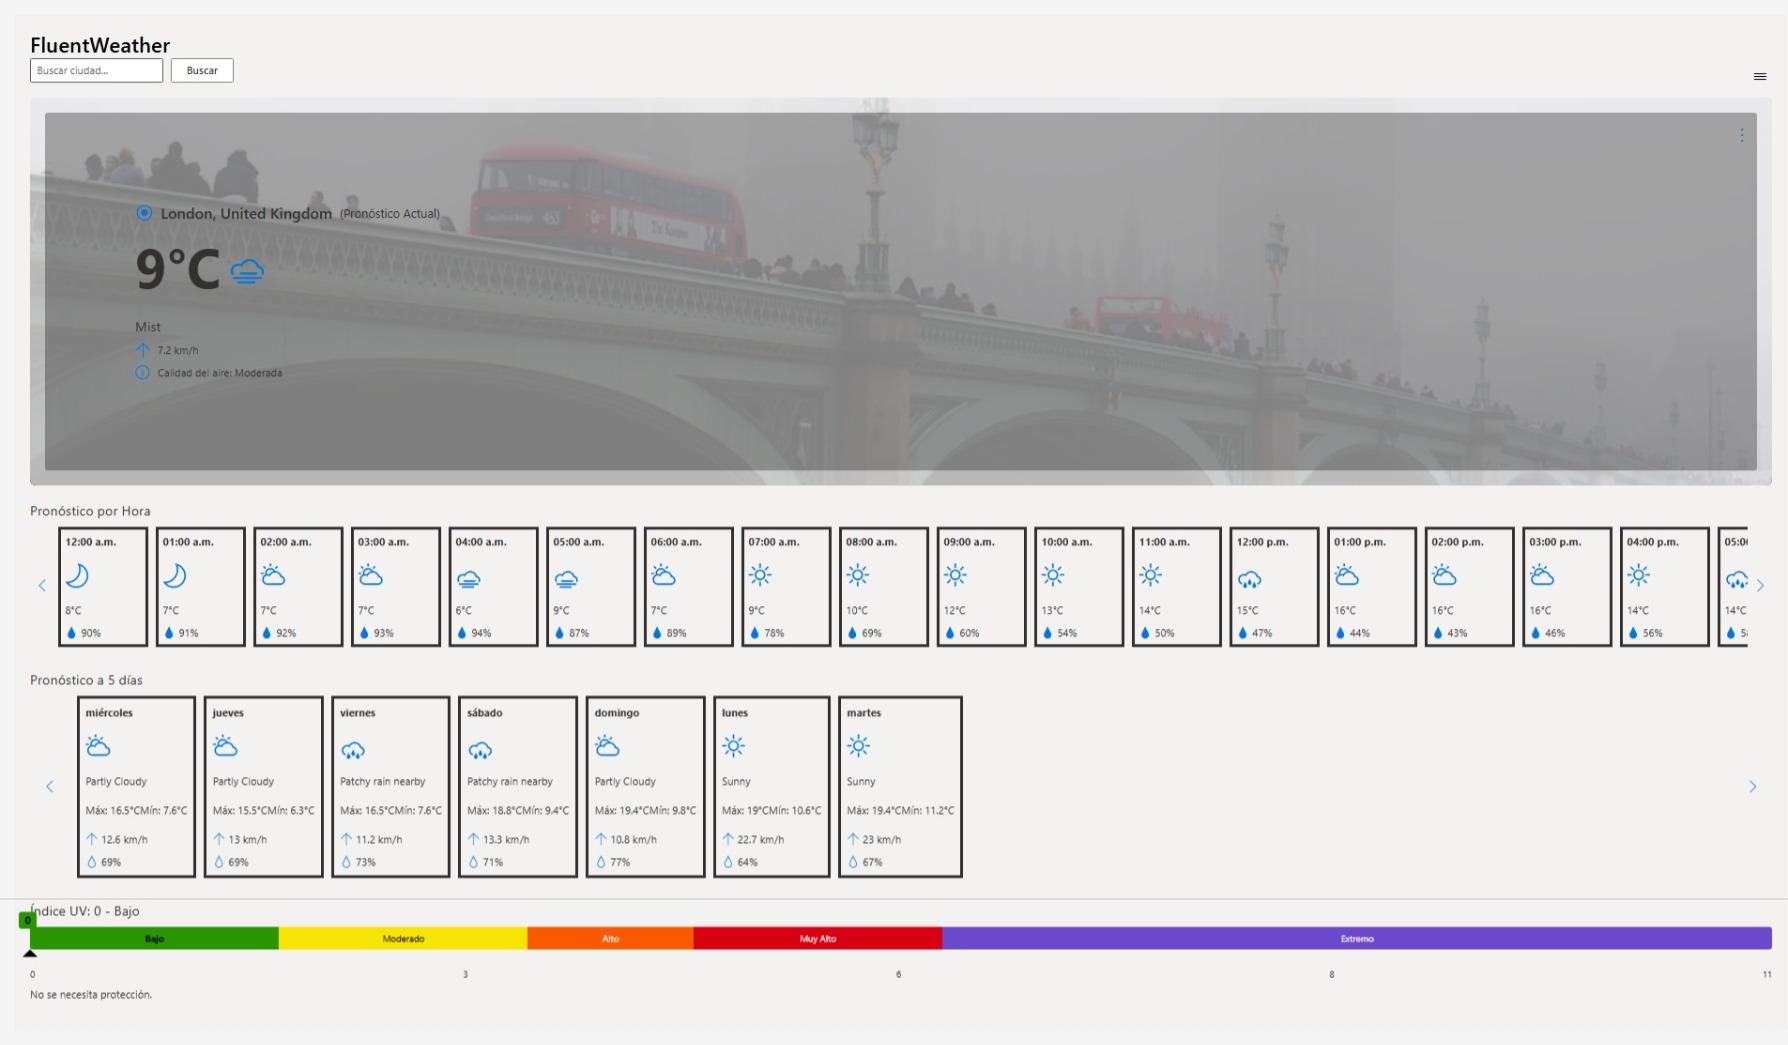 FluentWeather
Buscar ciudad... Buscar
453
London, United Kingdom (Pronóstico Actual)
9°C
Mist
7.2 km/h
Calidad del aire: Moderada
Pronóstico por Hora
12:00 a.m. 01:00 a.m. 02:00 a.m. 03:00 a.m. 04:00 a.m. 05:00 a.m. 06:00 a.m. 07:00 a.m. 08:00 a.m. 09:00 a.m. 10:00 a.m. 11:00 a.m. 12:00 p.m. 01:00 p.m. 02:00 p.m. 03:00 p.m. 04:00 p.m. 05:0
8°C 7°C 7°C 7°C 6°C 9°C 7°C 9°C 10°C 12°C 13°C 14°C 15°C 16°C 16°C 16°C 14°C 14°C
90% 91% 92% 93% 94% 87% 89% 78% 69% 60% 54% 50% 47% 44% 43% 46% 56%
Pronóstico a 5 días
miércoles jueves viernes sábado domingo lunes martes
Partly Cloudy Partly Cloudy Patchy rain nearby Patchy rain nearby Partly Cloudy Sunny Sunny
Máx: 16.5°CMín: 7.6°C Máx: 15.5°CMín: 6.3°C Máx: 16.5°CMín: 7.6°C Máx: 18.8°CMín: 9.4°C Máx: 19.4°CMín: 9.8°C Máx: 19°CMín: 10.6°C Máx: 19.4°CMín: 11.2°C
12.6 km/h 13 km/h 11.2 km/h 13.3 km/h 10.8 km/h 22.7 km/h 23 km/h
69% 69% 73% 71% 77% 64% 67%
Índice UV: 0 - Bajo
0
Bajo Moderado Alto Muy Alto Extremo
0 3 6 8 11
No se necesita protección.